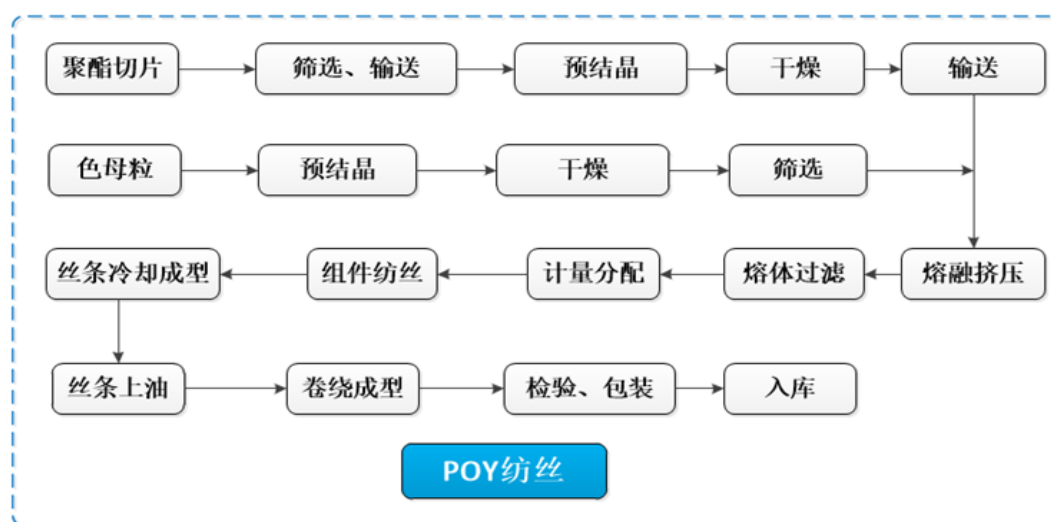 聚酯切片
筛选、输送
预结晶
干燥
输送
色母粒
预结晶
干燥
筛选
丝条冷却成型
组件纺丝
计量分配
熔体过滤
熔融挤压
丝条上油
卷绕成型
检验、包装
入库
POY纺丝